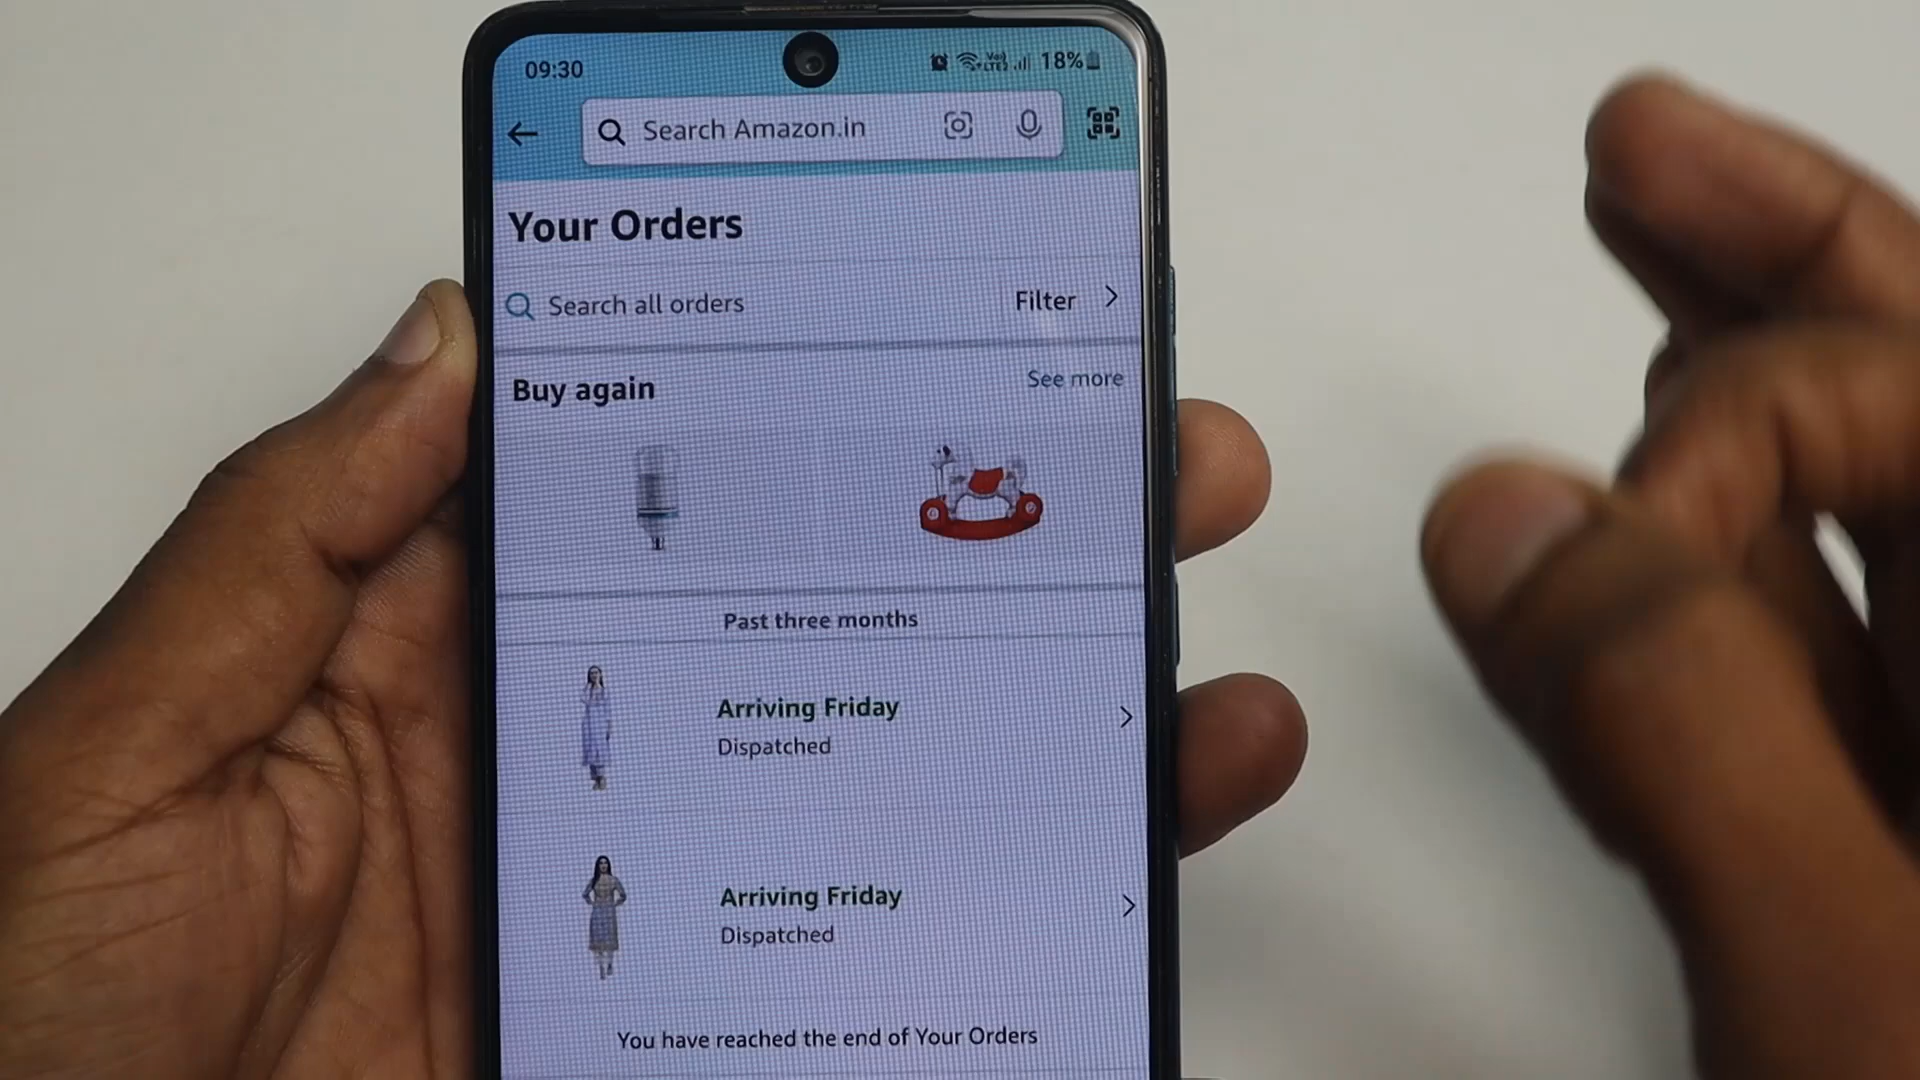 09:30
18%
Search Amazon.in
Your Orders
Search all orders
Filter
Buy again
See more
Past three months
Arriving Friday
Dispatched
Arriving Friday
Dispatched
You have reached the end of Your Orders